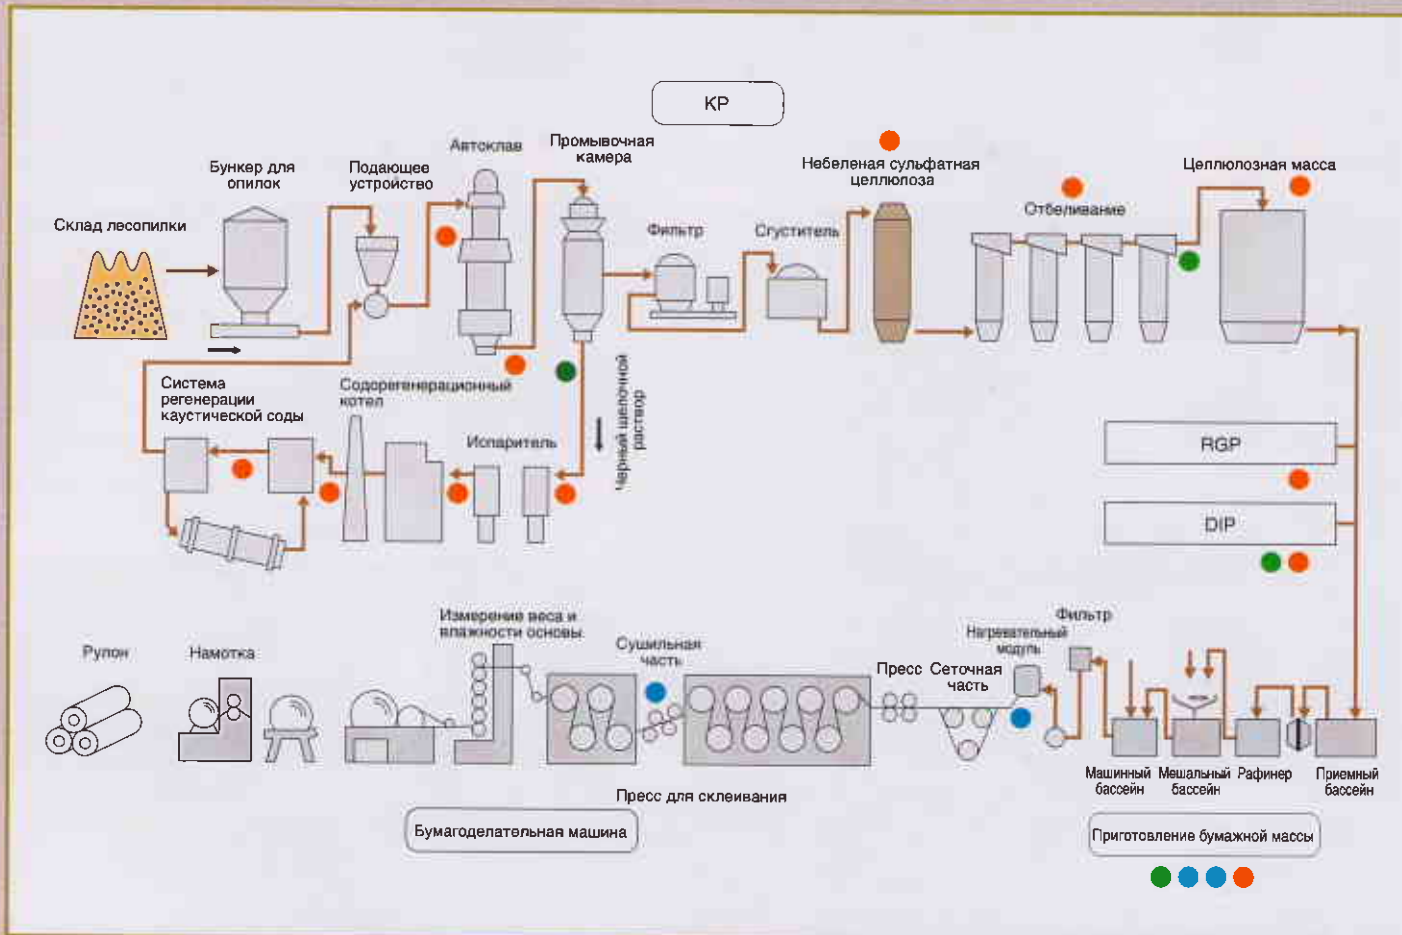 КР
Автоклав
Промывочная
камера
Бункер для
опилок
Подающее
устройство
Небеленая сульфатная
целлюлоза
Целлюлозная масса
Склад лесопилки
Фильтр
Сгуститель
Отбеливание
Система
регенерации
каустической соды
Содорегенерационный
котел
Испаритель
Черный щелочной
раствор
RGP
DIP
Рулон
Намотка
Измерение веса и
влажности основы
Сушильная
часть
Пресс
Сеточная
часть
Нагревательный
модуль
Фильтр
Машинный
бассейн
Мешальный
бассейн
Рафинер
Приемный
бассейн
Пресс для склеивания
Бумагоделательная машина
Приготовление бумажной массы